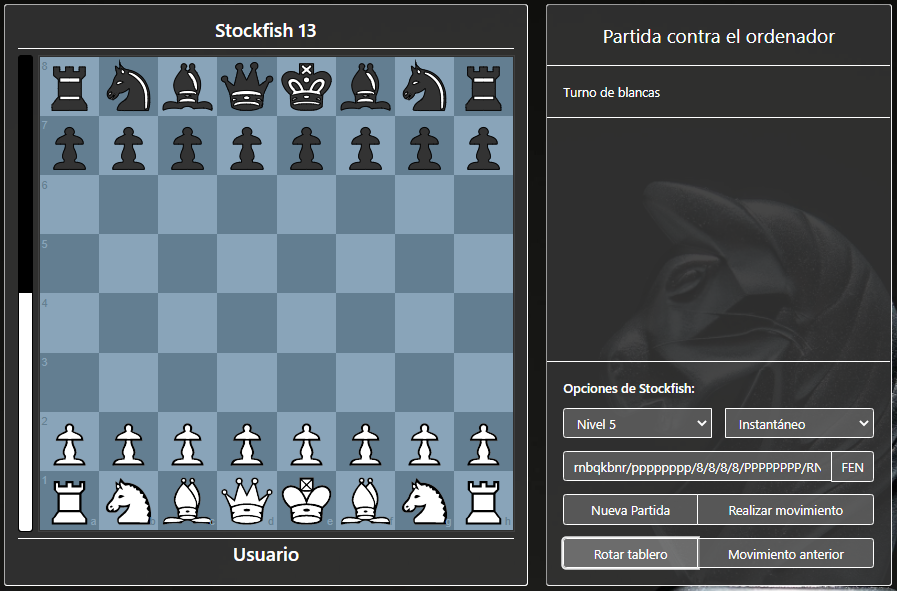 Stockfish 13
8
7
6
5
4
3
2
1
a
b
c
d
e
f
g
h
Usuario
Partida contra el ordenador
Turno de blancas
Opciones de Stockfish:
Nivel 5
Instantáneo
rnbqkbnr/pppppppp/8/8/8/8/PPPPPPPP/RN
FEN
Nueva Partida
Realizar movimiento
Rotar tablero
Movimiento anterior